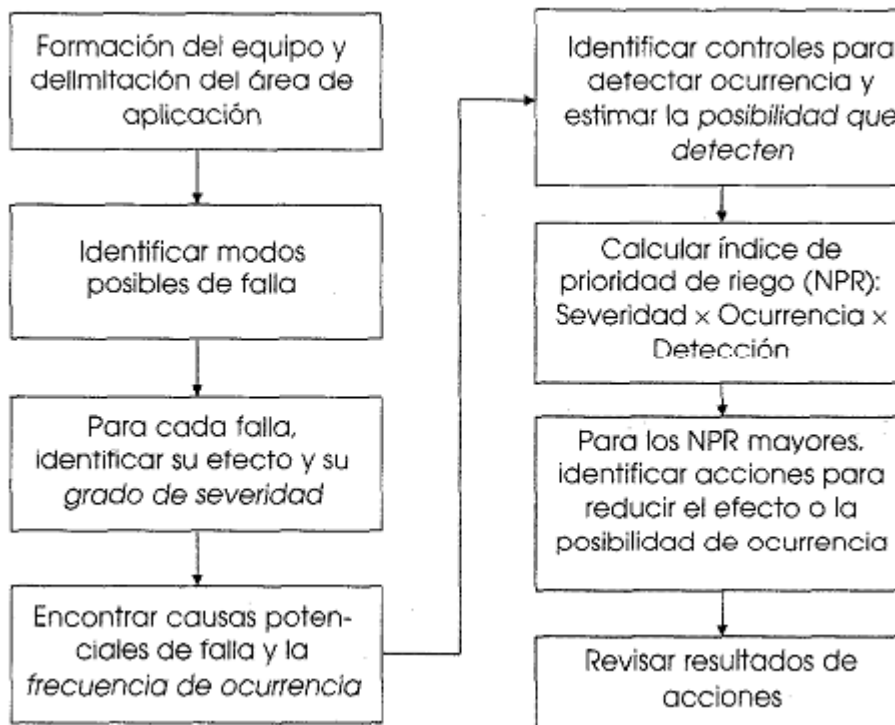 Formación del equipo y
delimitación del área de
aplicación
Identificar modos
posibles de falla
Para cada falla,
identificar su efecto y su
grado de severidad
Encontrar causas poten-
ciales de falla y la
frecuencia de ocurrencia
Identificar controles para
detectar ocurrencia y
estimar la posibilidad que
detecten
Calcular índice de
prioridad de riego (NPR):
Severidad × Ocurrencia ×
Detección
Para los NPR mayores,
identificar acciones para
reducir el efecto o la
posibilidad de ocurrencia
Revisar resultados de
acciones